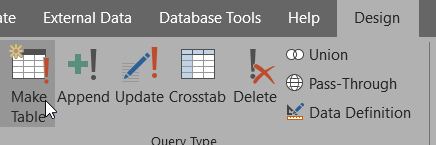 ate External Data Database Tools Help Design
Make Table Append Update Crosstab Delete
Union
Pass-Through
Data Definition
Query Type